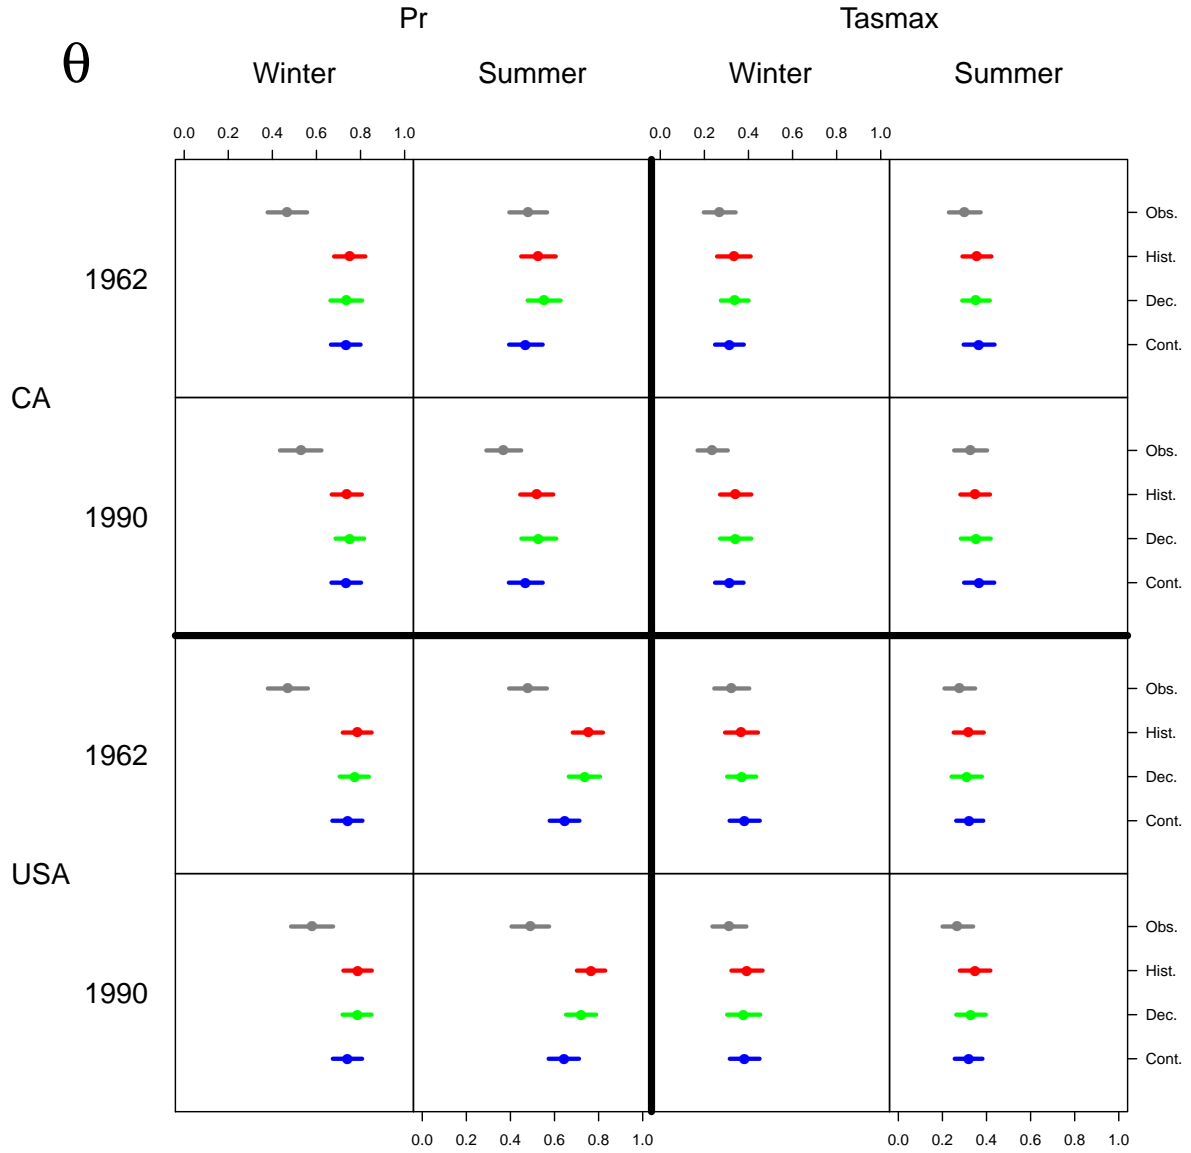 Pr Tasmax
θ Winter Summer Winter Summer
0.0 0.2 0.4 0.6 0.8 1.0 0.0 0.2 0.4 0.6 0.8 1.0
Obs.
Hist.
1962
Dec.
Cont.
CA
Obs.
Hist.
1990
Dec.
Cont.
Obs.
Hist.
1962
Dec.
Cont.
USA
Obs.
Hist.
1990
Dec.
Cont.
0.0 0.2 0.4 0.6 0.8 1.0 0.0 0.2 0.4 0.6 0.8 1.0